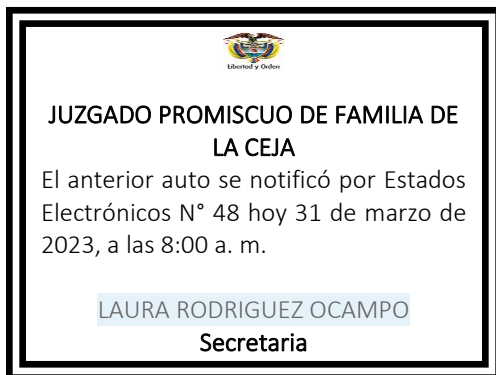 Libertad y Orden
JUZGADO PROMISCUO DE FAMILIA DE
LA CEJA
El anterior auto se notificó por Estados
Electrónicos N° 48 hoy 31 de marzo de
2023, a las 8:00 a. m.
LAURA RODRIGUEZ OCAMPO
Secretaria